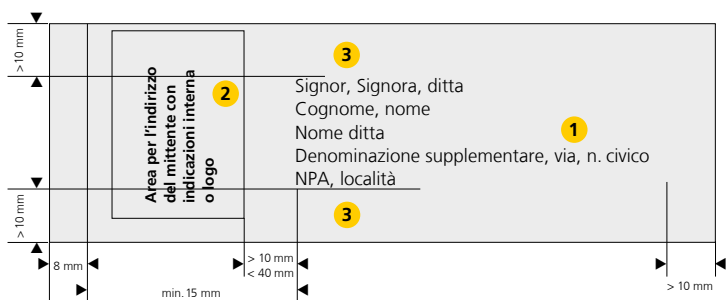 >10 mm
>10 mm
Area per l'indirizzo
del mittente con
indicazioni interna
o logo
2
3
Signor, Signora, ditta
Cognome, nome
Nome ditta
Denominazione supplementare, via, n. civico
NPA, località
1
3
8 mm
> 10 mm
< 40 mm
min. 15 mm
> 10 mm